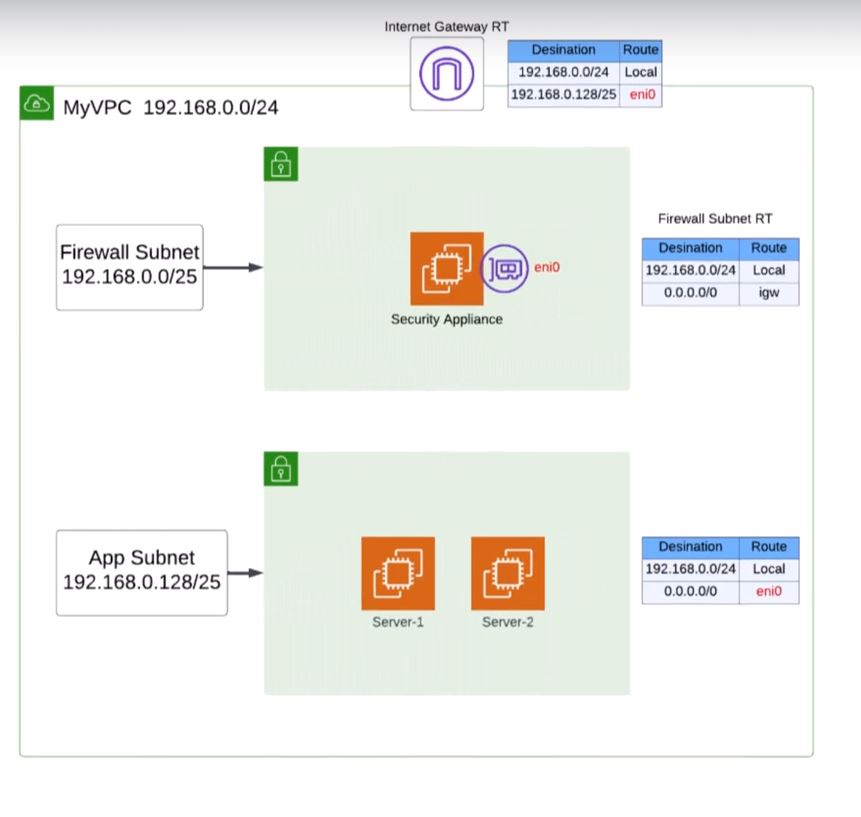 Internet Gateway RT
Desination Route
192.168.0.0/24 Local
192.168.0.128/25 eni0
MyVPC 192.168.0.0/24
Firewall Subnet
192.168.0.0/25
eni0
Security Appliance
Firewall Subnet RT
Desination Route
192.168.0.0/24 Local
0.0.0.0/0 igw
App Subnet
192.168.0.128/25
Server-1
Server-2
Desination Route
192.168.0.0/24 Local
0.0.0.0/0 eni0